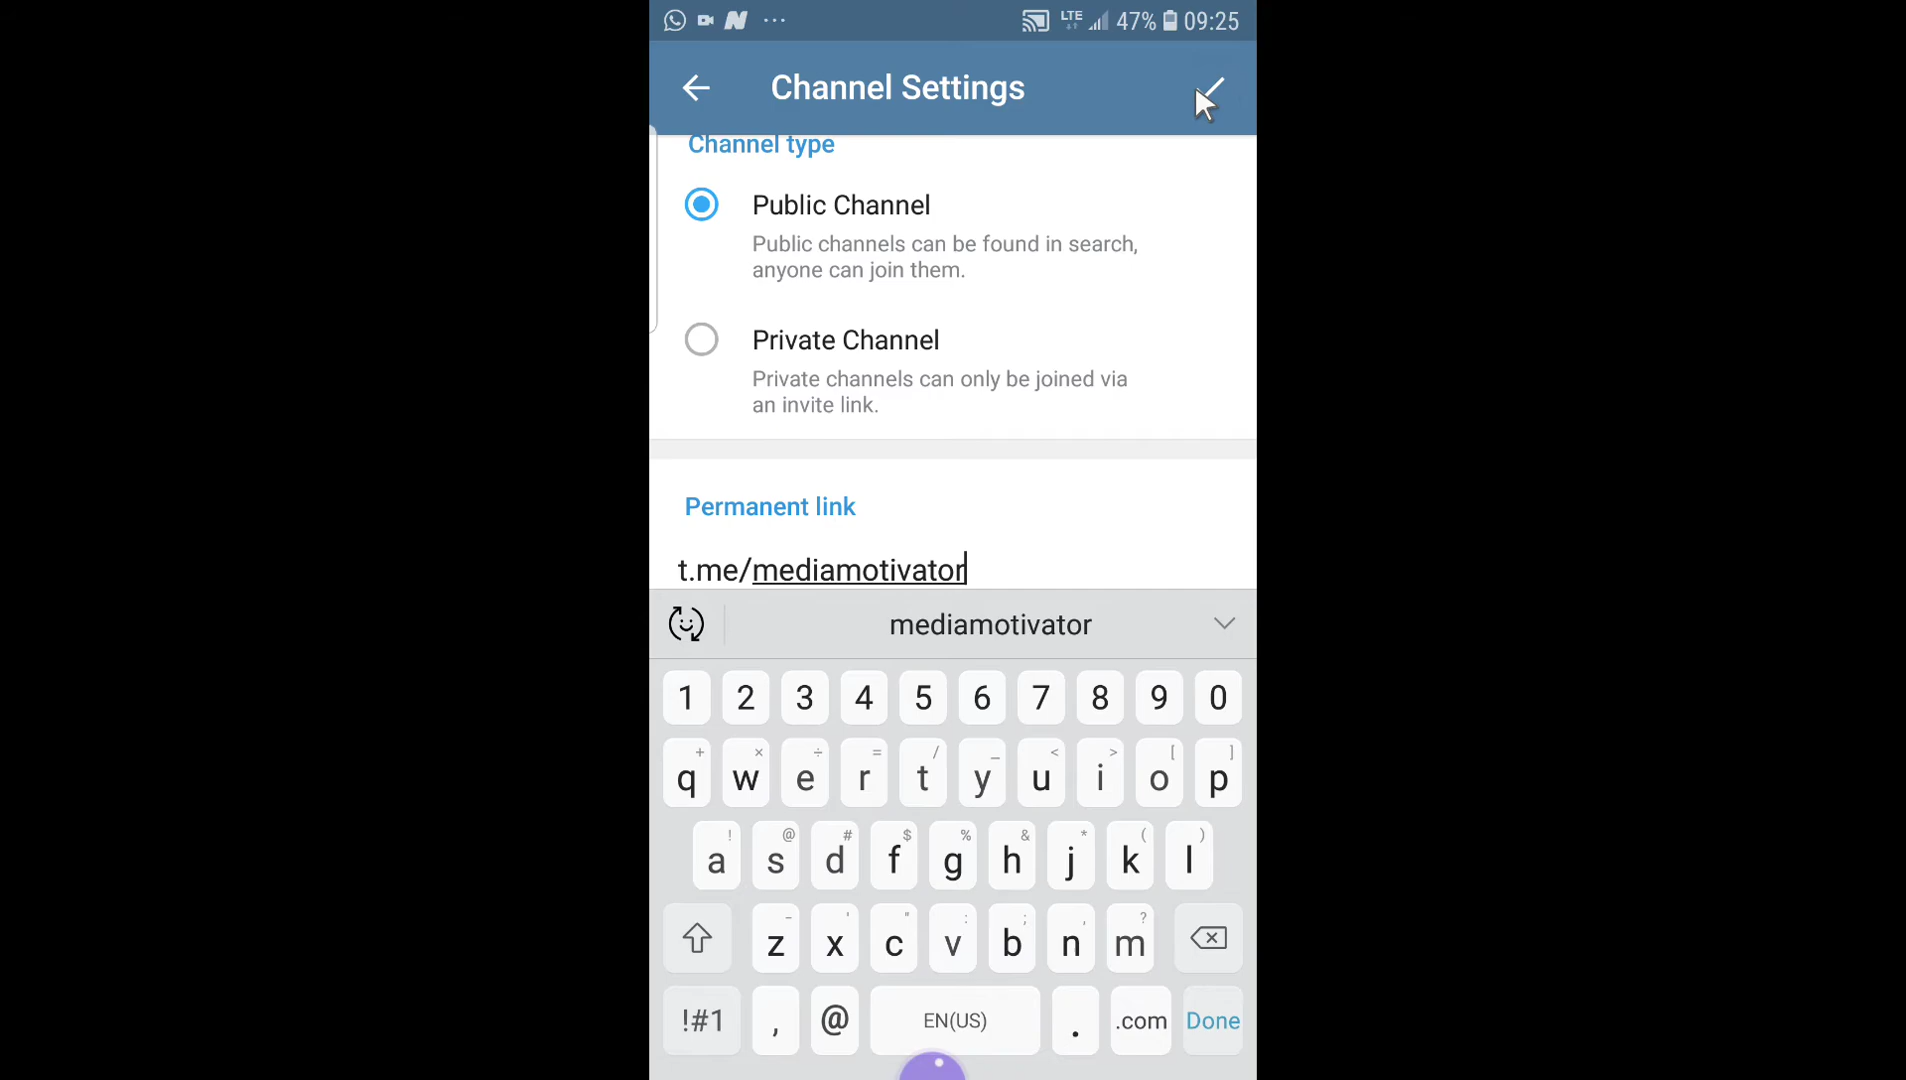 LTE 47% 09:25
Channel Settings
Channel type
Public Channel
Public channels can be found in search,
anyone can join them.
Private Channel
Private channels can only be joined via
an invite link.
Permanent link
t.me/mediamotivator
mediamotivator
1 2 3 4 5 6 7 8 9 0
+ × ÷ = / _ < > [ ]
q w e r t y u i o p
! @ # $ % & * ( )
a s d f g h j k l
- ' " : ; , ?
z x c v b n m
!#1 , @ EN(US) . .com Done